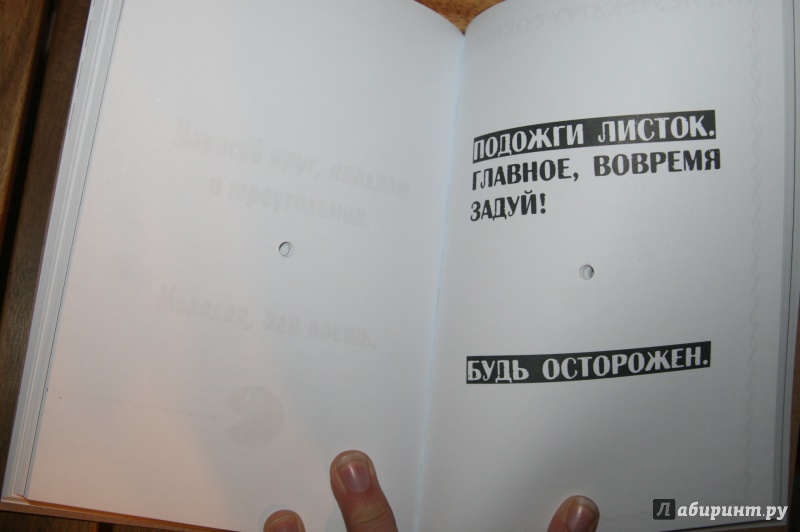 ПОДОЖГИ ЛИСТОК.
ГЛАВНОЕ, ВОВРЕМЯ
ЗАДУЙ!
БУДЬ ОСТОРОЖЕН.
Лабиринт.ру